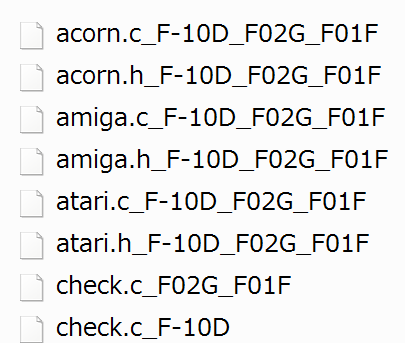 acorn.c_F-10D_F02G_F01F
acorn.h_F-10D_F02G_F01F
amiga.c_F-10D_F02G_F01F
amiga.h_F-10D_F02G_F01F
atari.c_F-10D_F02G_F01F
atari.h_F-10D_F02G_F01F
check.c_F02G_F01F
check.c_F-10D